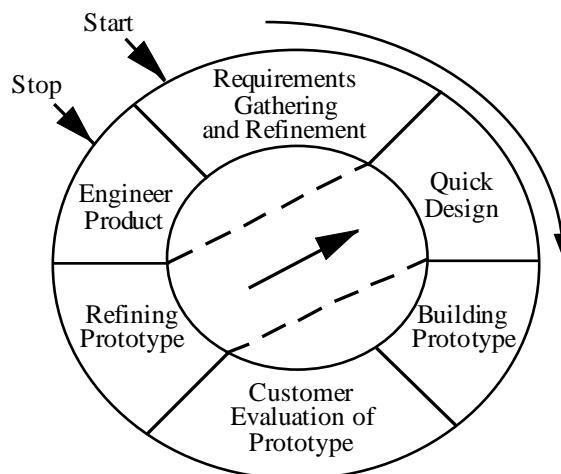 Start
Stop
Requirements
Gathering
and Refinement
Quick
Design
Building
Prototype
Customer
Evaluation of
Prototype
Refining
Prototype
Engineer
Product